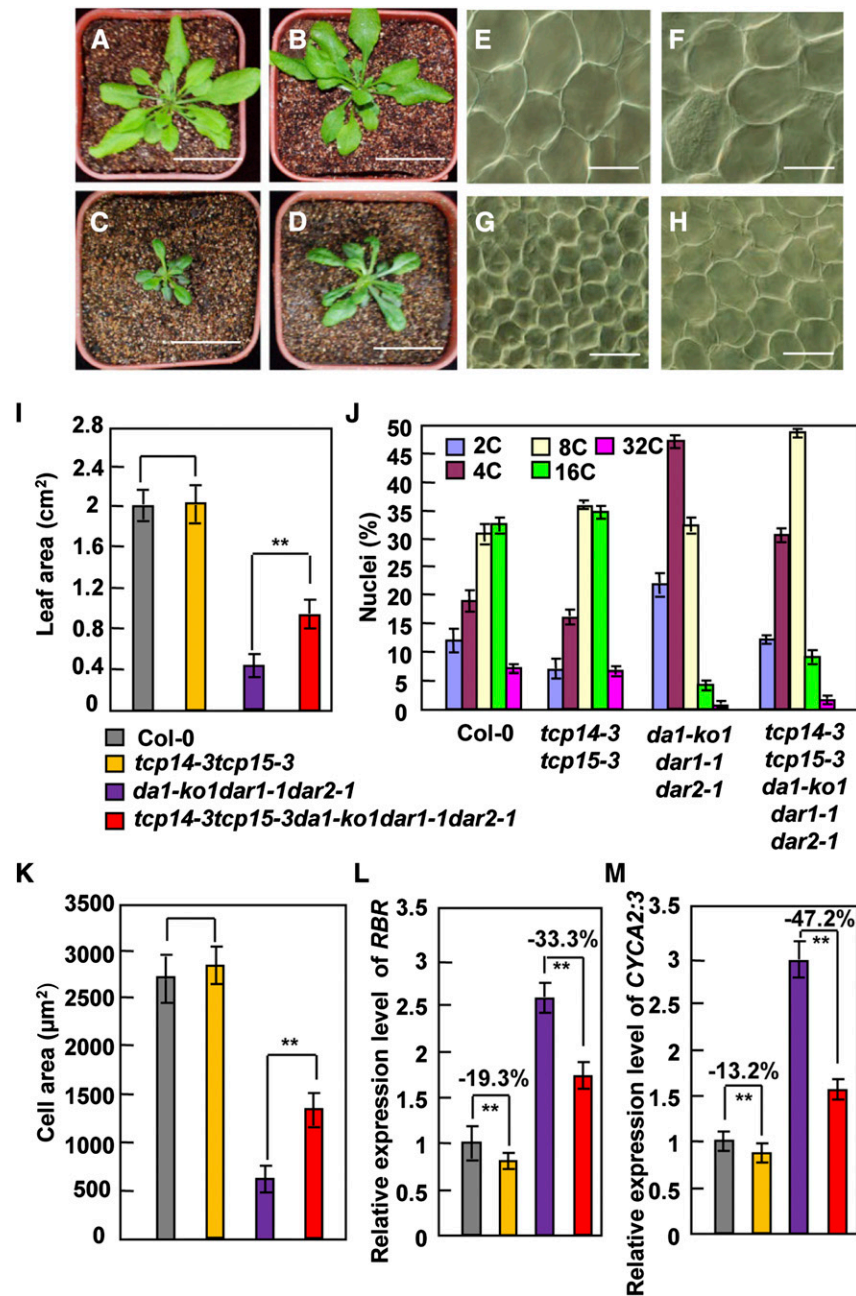 A B E F
C D G H
I J
2.8
2.4
2
1.6
1.2
0.8
0.4
0
Leaf area (cm²)
**
50
45
40
35
30
25
20
15
10
5
0
Nuclei (%)
2C 8C 32C
4C 16C
Col-0
tcp14-3
tcp15-3
da1-ko1
dar1-1
dar2-1
tcp14-3
tcp15-3
da1-ko1
dar1-1
dar2-1
Col-0
tcp14-3tcp15-3
da1-ko1dar1-1dar2-1
tcp14-3tcp15-3da1-ko1dar1-1dar2-1
K
3500
3000
2500
2000
1500
1000
500
0
Cell area (µm²)
**
L
3.5
3
2.5
2
1.5
1
0.5
0
Relative expression level of RBR
-19.3%
**
-33.3%
**
M
3.5
3
2.5
2
1.5
1
0.5
0
Relative expression level of CYCA2:3
-13.2%
**
-47.2%
**